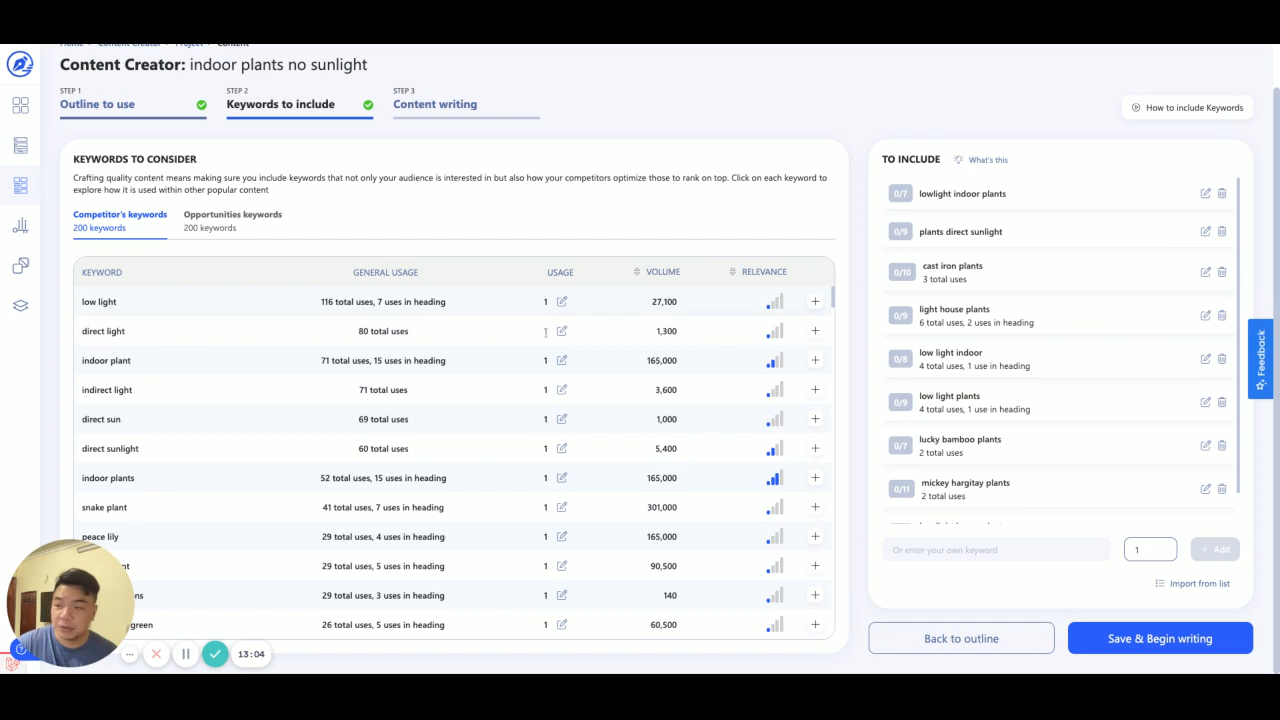 Content Creator: indoor plants no sunlight
STEP 1
Outline to use
STEP 2
Keywords to include
STEP 3
Content writing
How to include Keywords
KEYWORDS TO CONSIDER
Crafting quality content means making sure you include keywords that not only your audience is interested in but also how your competitors optimize those to rank on top. Click on each keyword to
explore how it is used within other popular content
Competitor's keywords
200 keywords
Opportunities keywords
200 keywords
KEYWORD GENERAL USAGE USAGE VOLUME RELEVANCE
low light 116 total uses, 7 uses in heading 1 27,100
direct light 80 total uses 1 1,300
indoor plant 71 total uses, 15 uses in heading 1 165,000
indirect light 71 total uses 1 3,600
direct sun 69 total uses 1 1,000
direct sunlight 60 total uses 1 5,400
indoor plants 52 total uses, 15 uses in heading 1 165,000
snake plant 41 total uses, 7 uses in heading 1 301,000
peace lily 29 total uses, 4 uses in heading 1 165,000
29 total uses, 5 uses in heading 1 90,500
29 total uses, 3 uses in heading 1 140
green 26 total uses, 5 uses in heading 1 60,500
13:04
TO INCLUDE What's this
0/7 lowlight indoor plants
0/9 plants direct sunlight
0/10 cast iron plants
3 total uses
0/9 light house plants
6 total uses, 2 uses in heading
0/8 low light indoor
4 total uses, 1 use in heading
0/9 low light plants
4 total uses, 1 use in heading
0/7 lucky bamboo plants
2 total uses
0/11 mickey hargitay plants
2 total uses
Or enter your own keyword 1 + Add
Import from list
Back to outline
Save & Begin writing
Feedback